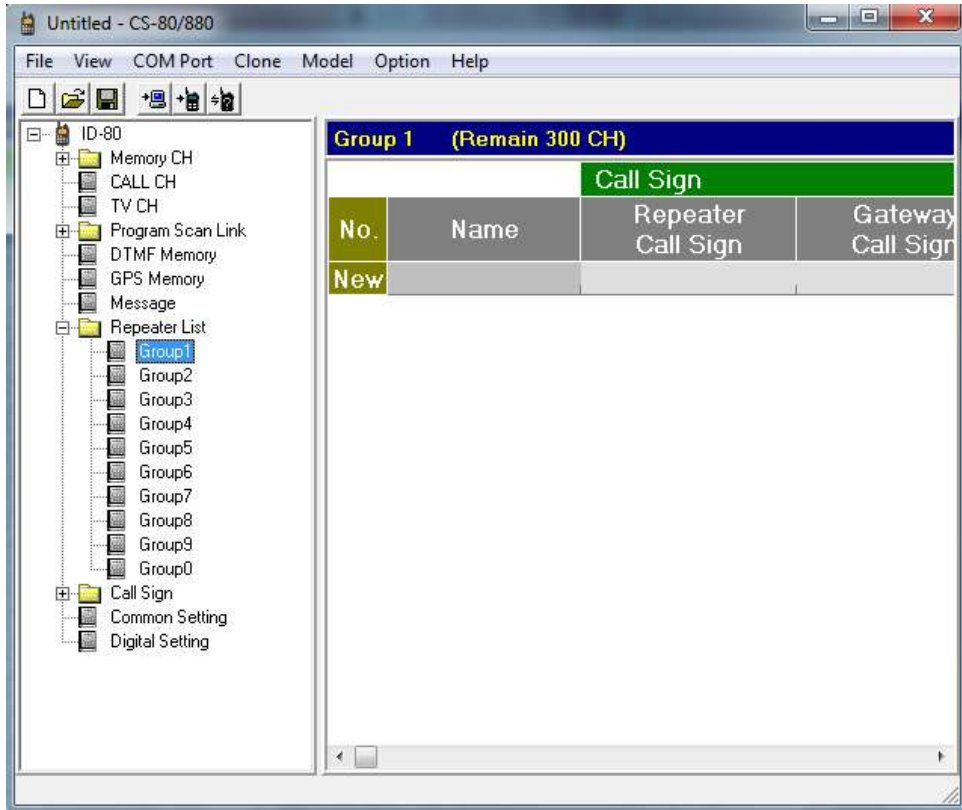 Untitled - CS-80/880
File View COM Port Clone Model Option Help
ID-80
Memory CH
CALL CH
TV CH
Program Scan Link
DTMF Memory
GPS Memory
Message
Repeater List
Group1
Group2
Group3
Group4
Group5
Group6
Group7
Group8
Group9
Group0
Call Sign
Common Setting
Digital Setting
Group 1 (Remain 300 CH)
Call Sign
No. Name Repeater Call Sign Gateway Call Sign
New